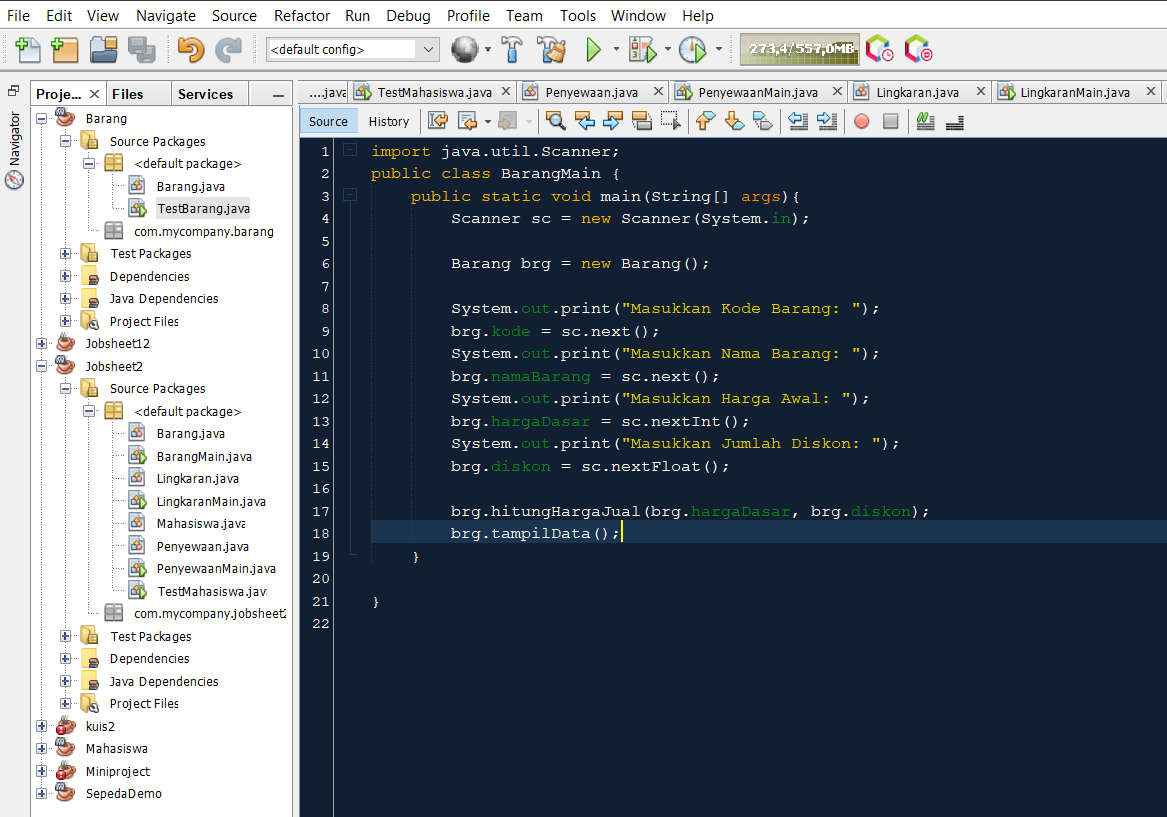 File Edit View Navigate Source Refactor Run Debug Profile Team Tools Window Help
<default config>
273,4/557,0MB
Proje... Files Services
....java TestMahasiswa.java Penyewaan.java PenyewaanMain.java Lingkaran.java LingkaranMain.java
Source History
Navigator
Barang
Source Packages
<default package>
Barang.java
TestBarang.java
com.mycompany.barang
Test Packages
Dependencies
Java Dependencies
Project Files
Jobsheet12
Jobsheet2
Source Packages
<default package>
Barang.java
BarangMain.java
Lingkaran.java
LingkaranMain.java
Mahasiswa.java
Penyewaan.java
PenyewaanMain.java
TestMahasiswa.jav
com.mycompany.jobsheet2
Test Packages
Dependencies
Java Dependencies
Project Files
kuis2
Mahasiswa
Miniproject
SepedaDemo
1 import java.util.Scanner;
2 public class BarangMain {
3 public static void main(String[] args){
4 Scanner sc = new Scanner(System.in);
5
6 Barang brg = new Barang();
7
8 System.out.print("Masukkan Kode Barang: ");
9 brg.kode = sc.next();
10 System.out.print("Masukkan Nama Barang: ");
11 brg.namaBarang = sc.next();
12 System.out.print("Masukkan Harga Awal: ");
13 brg.hargaDasar = sc.nextInt();
14 System.out.print("Masukkan Jumlah Diskon: ");
15 brg.diskon = sc.nextFloat();
16
17 brg.hitungHargaJual(brg.hargaDasar, brg.diskon);
18 brg.tampilData();
19 }
20
21 }
22